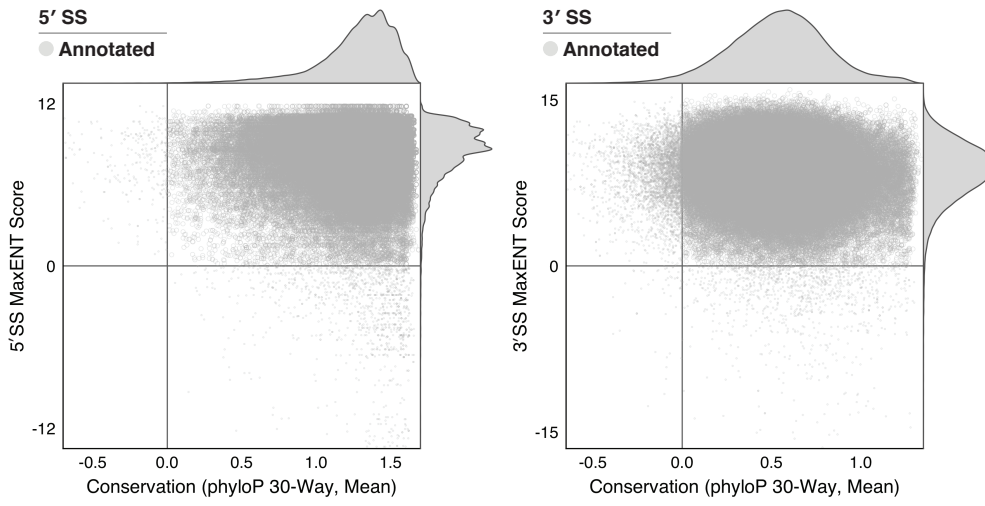 5′ SS
Annotated
12
0
-12
5′SS MaxENT Score
-0.5 0.0 0.5 1.0 1.5
Conservation (phyloP 30-Way, Mean)
3′ SS
Annotated
15
0
-15
3′SS MaxENT Score
-0.5 0.0 0.5 1.0
Conservation (phyloP 30-Way, Mean)